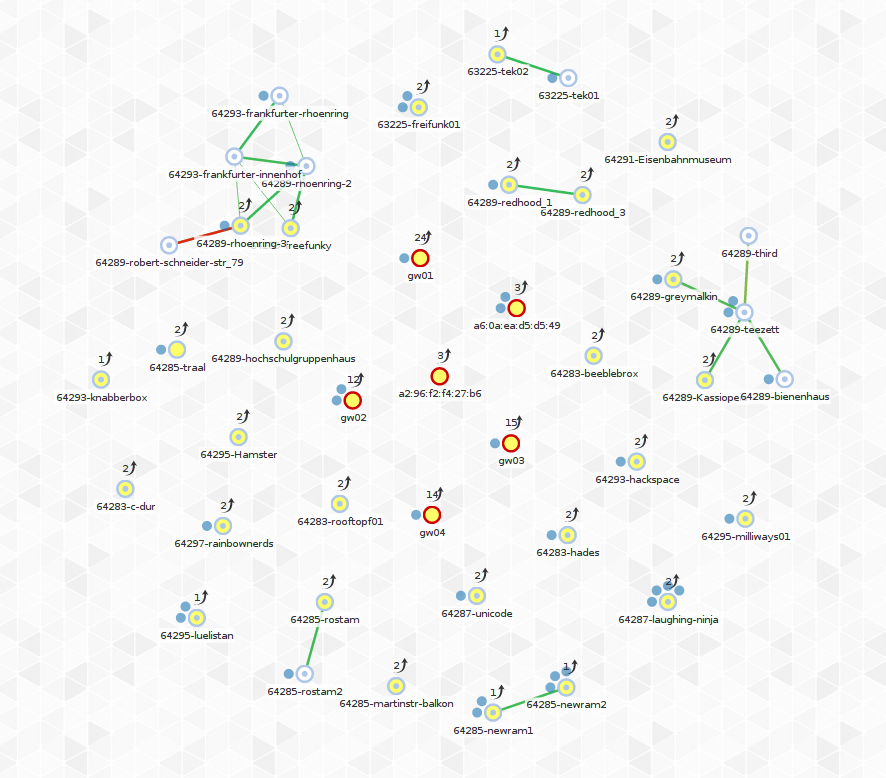 1
63225-tek02
63225-tek01
2
63225-freifunk01
64293-frankfurter-rhoenring
2
64291-Eisenbahnmuseum
64293-frankfurter-innenhof
64289-rhoenring-2
2
64289-redhood_1
2
64289-redhood_3
2
64289-rhoenring-3
2
freefunky
64289-robert-schneider-str_79
24
gw01
64289-third
2
64289-greymalkin
3
a6:0a:ea:d5:d5:49
64289-teezett
2
64285-traal
2
64289-hochschulgruppenhaus
2
64283-beeblebrox
1
64293-knabberbox
3
a2:96:f2:f4:27:b6
2
64289-Kassiope
64289-bienenhaus
12
gw02
2
64295-Hamster
15
gw03
2
64293-hackspace
2
64283-c-dur
2
64283-rooftopf01
14
gw04
2
64297-rainbownerds
2
64283-hades
2
64295-milliways01
1
64295-luelistan
2
64285-rostam
2
64287-unicode
2
64287-laughing-ninja
64285-rostam2
2
64285-martinstr-balkon
1
64285-newram1
1
64285-newram2